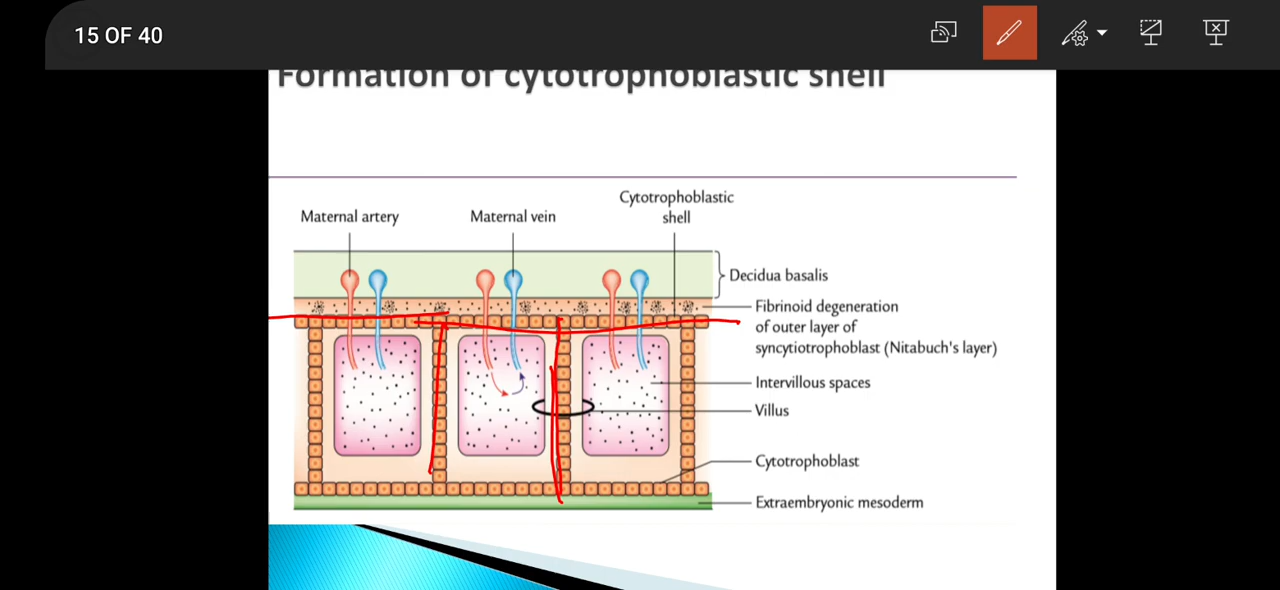 15 OF 40
Formation of cytotrophoblastic shell
Cytotrophoblastic
shell
Maternal artery
Maternal vein
Decidua basalis
Fibrinoid degeneration
of outer layer of
syncytiotrophoblast (Nitabuch's layer)
Intervillous spaces
Villus
Cytotrophoblast
Extraembryonic mesoderm